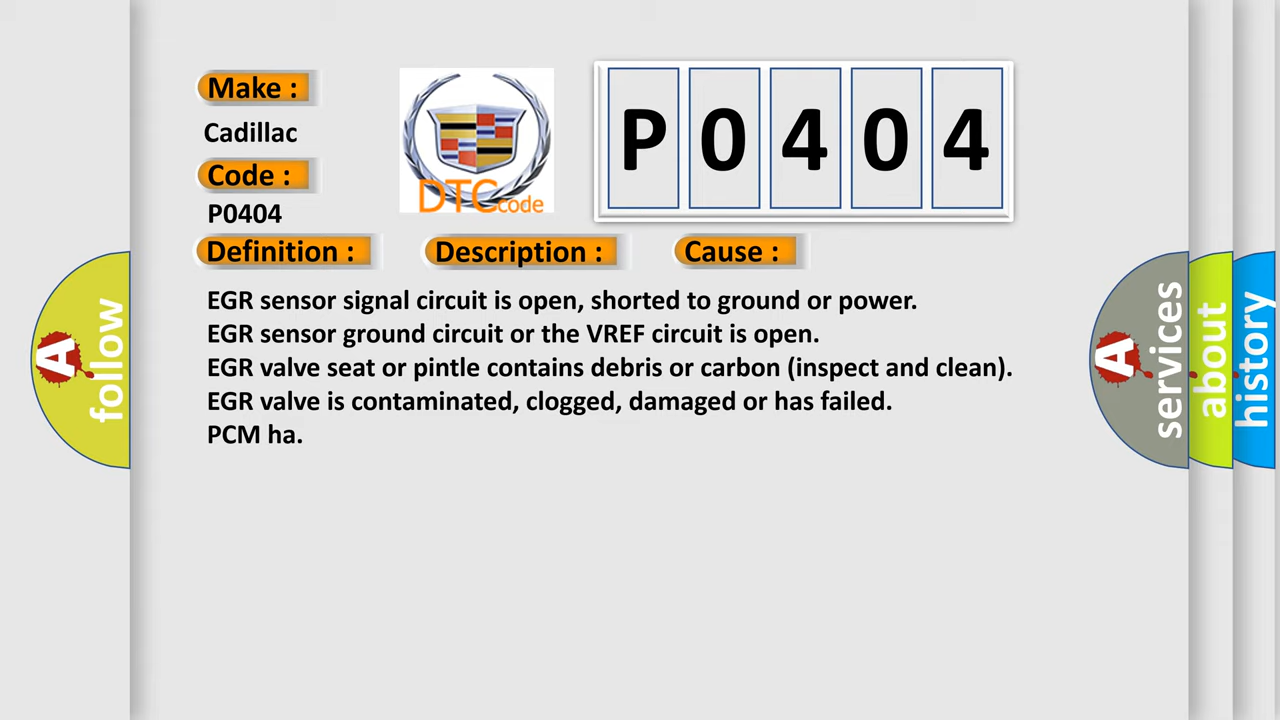 Make :
Cadillac
Code :
P0404
DTCcode
P0404
Definition :
Description :
Cause :
EGR sensor signal circuit is open, shorted to ground or power.
EGR sensor ground circuit or the VREF circuit is open.
EGR valve seat or pintle contains debris or carbon (inspect and clean).
EGR valve is contaminated, clogged, damaged or has failed.
PCM ha.
A follow
A services
about
history